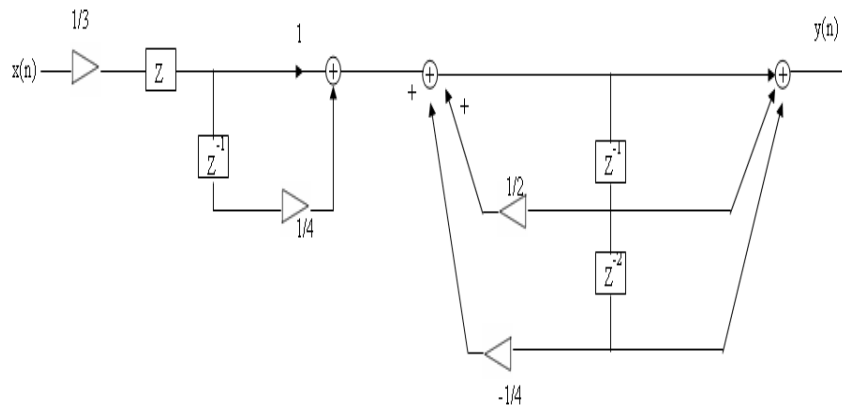 1/3
1
y(n)
x(n)
Z
+
+
+
+
+
Z⁻¹
Z⁻¹
1/2
1/4
Z⁻²
-1/4